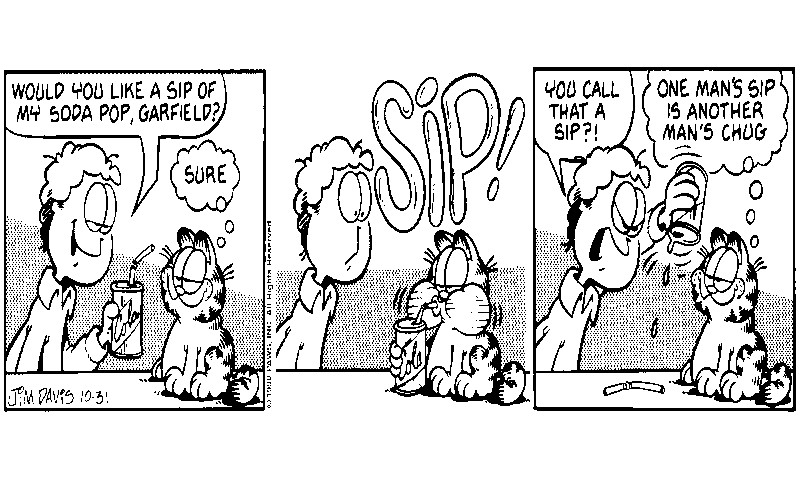 WOULD YOU LIKE A SIP OF
MY SODA POP, GARFIELD?
SURE
JIM DAVIS 10-31
SIP!
YOU CALL
THAT A
SIP?!
ONE MAN'S SIP
IS ANOTHER
MAN'S CHUG